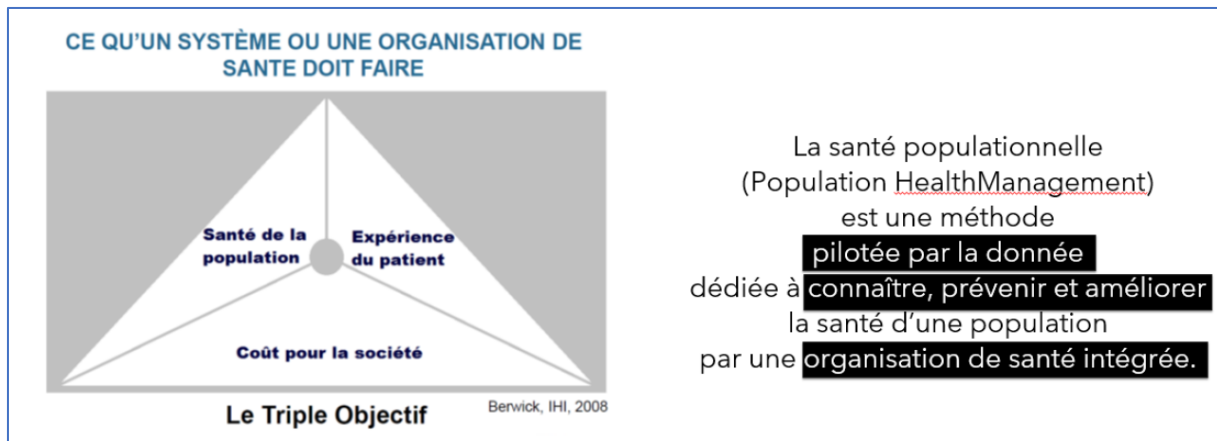 CE QU'UN SYSTÈME OU UNE ORGANISATION DE
SANTE DOIT FAIRE
Santé de la
population
Expérience
du patient
Coût pour la société
Le Triple Objectif
Berwick, IHI, 2008
La santé populationnelle
(Population HealthManagement)
est une méthode
pilotée par la donnée
dédiée à connaître, prévenir et améliorer
la santé d'une population
par une organisation de santé intégrée.